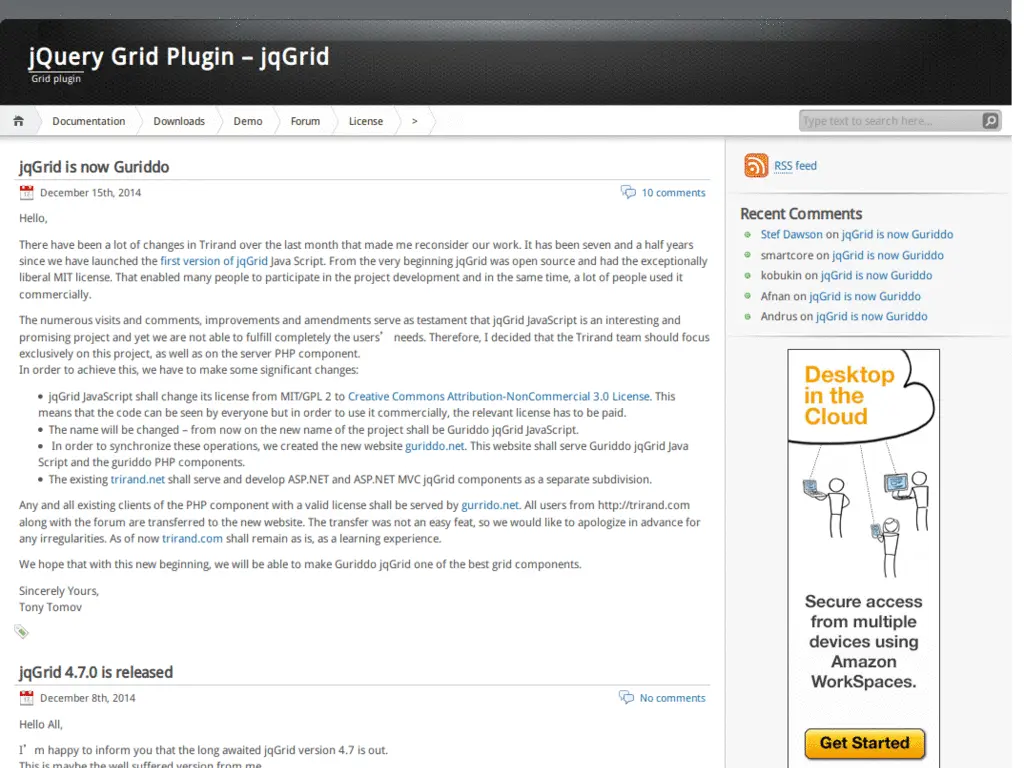 jQuery Grid Plugin – jqGrid
Grid plugin
Documentation
Downloads
Demo
Forum
License
>
Type text to search here...
jqGrid is now Guriddo
December 15th, 2014
10 comments
Hello,
There have been a lot of changes in Trirand over the last month that made me reconsider our work. It has been seven and a half years
since we have launched the first version of jqGrid Java Script. From the very beginning jqGrid was open source and had the exceptionally
liberal MIT license. That enabled many people to participate in the project development and in the same time, a lot of people used it
commercially.
The numerous visits and comments, improvements and amendments serve as testament that jqGrid JavaScript is an interesting and
promising project and yet we are not able to fulfill completely the users’ needs. Therefore, I decided that the Trirand team should focus
exclusively on this project, as well as on the server PHP component.
In order to achieve this, we have to make some significant changes:
• jqGrid JavaScript shall change its license from MIT/GPL 2 to Creative Commons Attribution-NonCommercial 3.0 License. This
means that the code can be seen by everyone but in order to use it commercially, the relevant license has to be paid.
• The name will be changed – from now on the new name of the project shall be Guriddo jqGrid JavaScript.
• In order to synchronize these operations, we created the new website guriddo.net. This website shall serve Guriddo jqGrid Java
Script and the guriddo PHP components.
• The existing trirand.net shall serve and develop ASP.NET and ASP.NET MVC jqGrid components as a separate subdivision.
Any and all existing clients of the PHP component with a valid license shall be served by gurrido.net. All users from http://trirand.com
along with the forum are transferred to the new website. The transfer was not an easy feat, so we would like to apologize in advance for
any irregularities. As of now trirand.com shall remain as is, as a learning experience.
We hope that with this new beginning, we will be able to make Guriddo jqGrid one of the best grid components.
Sincerely Yours,
Tony Tomov
jqGrid 4.7.0 is released
December 8th, 2014
No comments
Hello All,
I’m happy to inform you that the long awaited jqGrid version 4.7 is out.
This is maybe the well suffered version from me
RSS feed
Recent Comments
Stef Dawson on jqGrid is now Guriddo
smartcore on jqGrid is now Guriddo
kobukin on jqGrid is now Guriddo
Afnan on jqGrid is now Guriddo
Andrus on jqGrid is now Guriddo
Desktop
in the
Cloud
Secure access
from multiple
devices using
Amazon
WorkSpaces.
Get Started